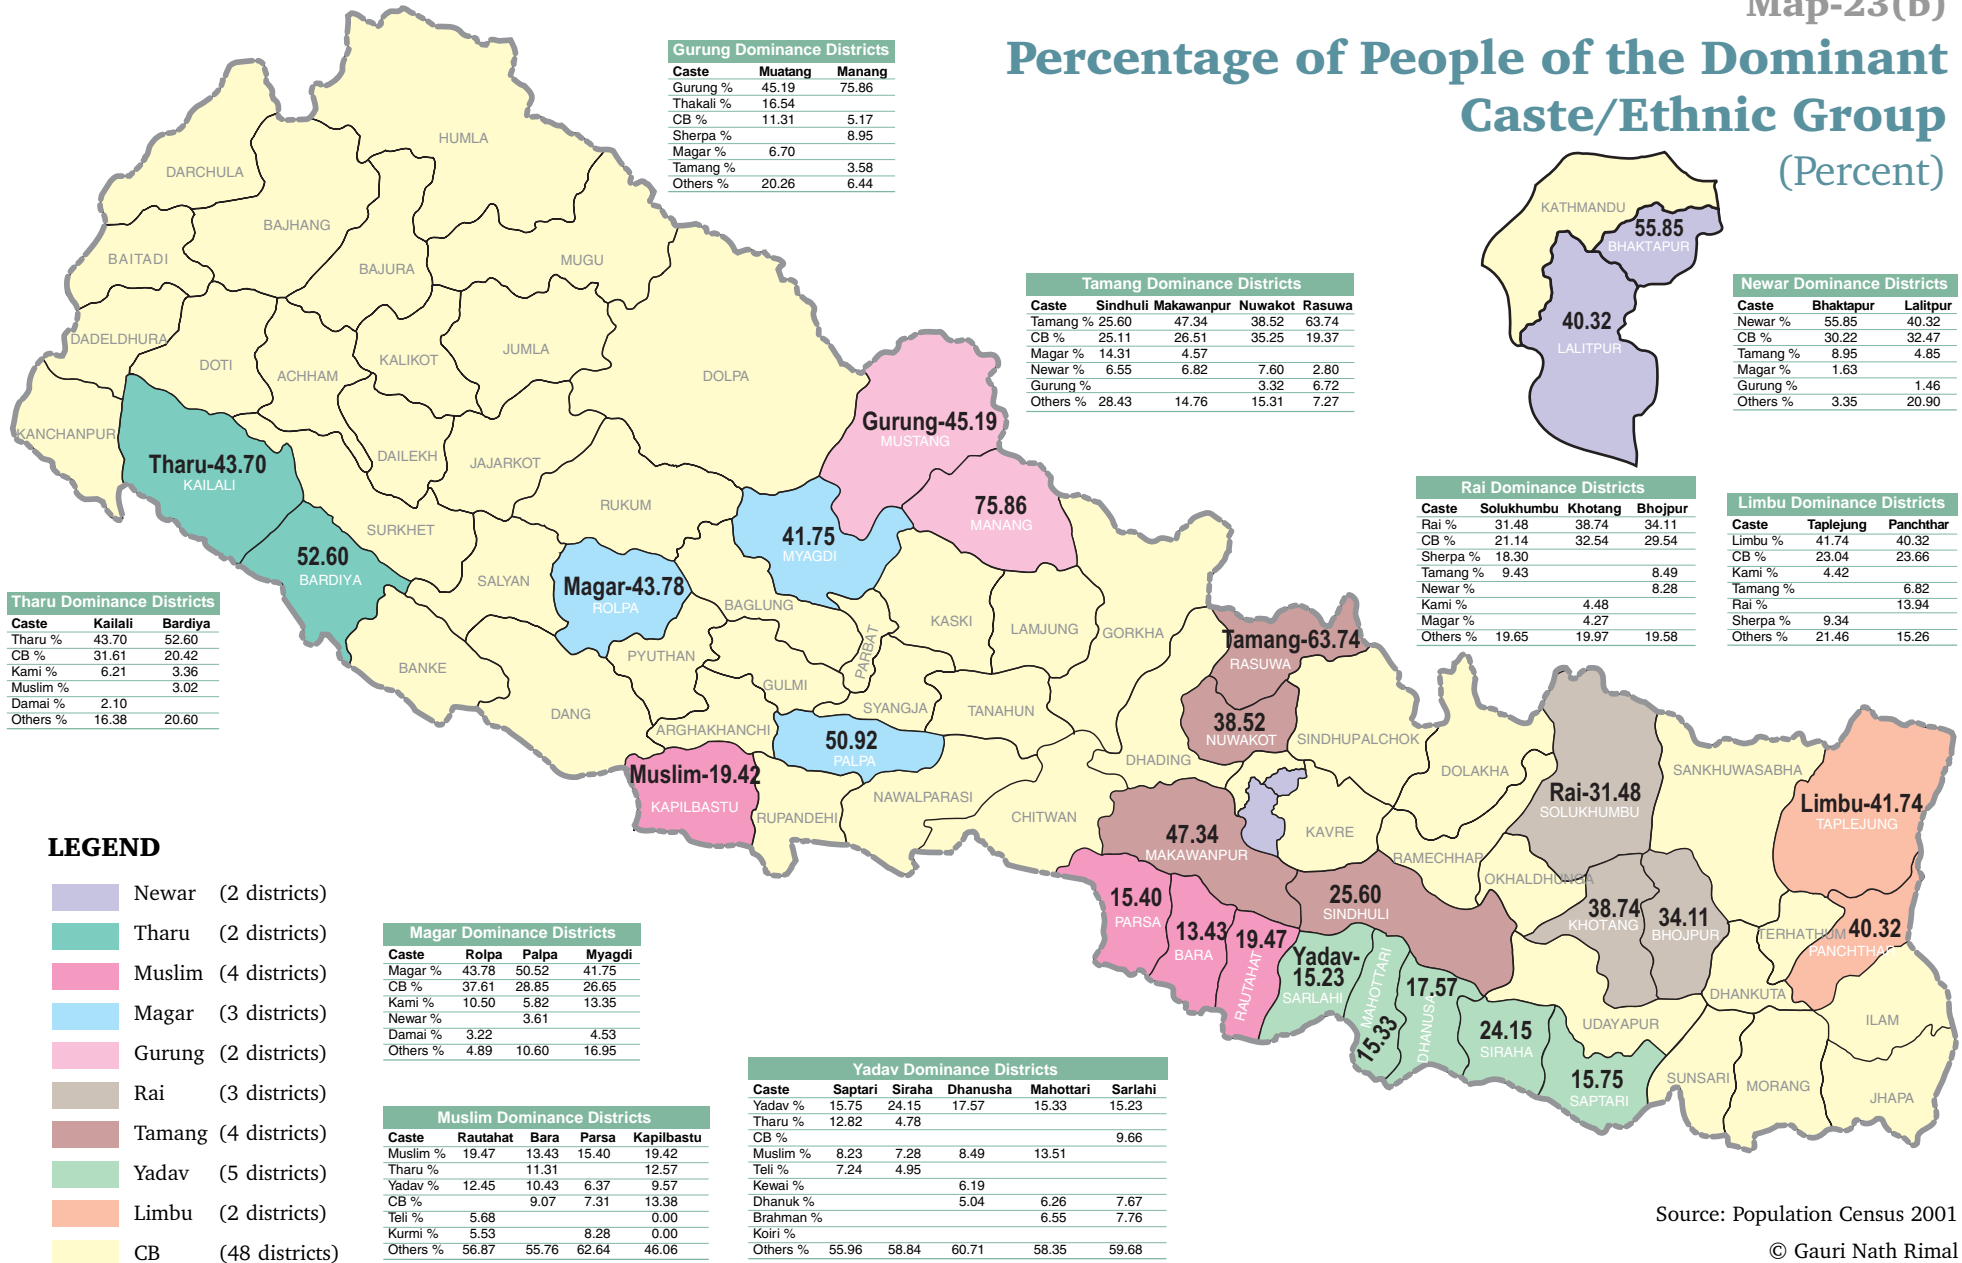 Map-23(b)
Percentage of People of the Dominant
Caste/Ethnic Group
(Percent)
Gurung Dominance Districts
Caste Muatang Manang
Gurung % 45.19 75.86
Thakali % 16.54
CB % 11.31 5.17
Sherpa % 8.95
Magar % 6.70
Tamang % 3.58
Others % 20.26 6.44
Tamang Dominance Districts
Caste Sindhuli Makawanpur Nuwakot Rasuwa
Tamang % 25.60 47.34 38.52 63.74
CB % 25.11 26.51 35.25 19.37
Magar % 14.31 4.57
Newar % 6.55 6.82 7.60 2.80
Gurung % 3.32 6.72
Others % 28.43 14.76 15.31 7.27
Newar Dominance Districts
Caste Bhaktapur Lalitpur
Newar % 55.85 40.32
CB % 30.22 32.47
Tamang % 8.95 4.85
Magar % 1.63
Gurung % 1.46
Others % 3.35 20.90
KATHMANDU
55.85
BHAKTAPUR
40.32
LALITPUR
Rai Dominance Districts
Caste Solukhumbu Khotang Bhojpur
Rai % 31.48 38.74 34.11
CB % 21.14 32.54 29.54
Sherpa % 18.30
Tamang % 9.43 8.49
Newar % 8.28
Kami % 4.48
Magar % 4.27
Others % 19.65 19.97 19.58
Limbu Dominance Districts
Caste Taplejung Panchthar
Limbu % 41.74 40.32
CB % 23.04 23.66
Kami % 4.42
Tamang % 6.82
Rai % 13.94
Sherpa % 9.34
Others % 21.46 15.26
Tharu Dominance Districts
Caste Kailali Bardiya
Tharu % 43.70 52.60
CB % 31.61 20.42
Kami % 6.21 3.36
Muslim % 3.02
Damai % 2.10
Others % 16.38 20.60
HUMLA
DARCHULA
BAJHANG
BAITADI
BAJURA
MUGU
DADELDHURA
DOTI
ACHHAM
KALIKOT
JUMLA
DOLPA
KANCHANPUR
Tharu-43.70
KAILALI
DAILEKH
JAJARKOT
Gurung-45.19
MUSTANG
75.86
MANANG
RUKUM
SURKHET
41.75
MYAGDI
52.60
BARDIYA
SALYAN
Magar-43.78
ROLPA
BAGLUNG
PARBAT
KASKI
LAMJUNG
GORKHA
BANKE
PYUTHAN
GULMI
SYANGJA
TANAHUN
DANG
ARGHAKHANCHI
50.92
PALPA
Muslim-19.42
KAPILBASTU
RUPANDEHI
NAWALPARASI
CHITWAN
DHADING
Tamang-63.74
RASUWA
38.52
NUWAKOT
SINDHUPALCHOK
DOLAKHA
KAVRE
RAMECHHAP
47.34
MAKAWANPUR
25.60
SINDHULI
Rai-31.48
SOLUKHUMBU
OKHALDHUNGA
38.74
KHOTANG
34.11
BHOJPUR
SANKHUWASABHA
Limbu-41.74
TAPLEJUNG
TERHATHUM
40.32
PANCHTHAR
DHANKUTA
ILAM
15.40
PARSA
13.43
BARA
19.47
RAUTAHAT
Yadav-
15.23
SARLAHI
MAHOTTARI
15.33
17.57
DHANUSA
24.15
SIRAHA
UDAYAPUR
15.75
SAPTARI
SUNSARI
MORANG
JHAPA
LEGEND
Newar (2 districts)
Tharu (2 districts)
Muslim (4 districts)
Magar (3 districts)
Gurung (2 districts)
Rai (3 districts)
Tamang (4 districts)
Yadav (5 districts)
Limbu (2 districts)
CB (48 districts)
Magar Dominance Districts
Caste Rolpa Palpa Myagdi
Magar % 43.78 50.52 41.75
CB % 37.61 28.85 26.65
Kami % 10.50 5.82 13.35
Newar % 3.61
Damai % 3.22 4.53
Others % 4.89 10.60 16.95
Muslim Dominance Districts
Caste Rautahat Bara Parsa Kapilbastu
Muslim % 19.47 13.43 15.40 19.42
Tharu % 11.31 12.57
Yadav % 12.45 10.43 6.37 9.57
CB % 9.07 7.31 13.38
Teli % 5.68 0.00
Kurmi % 5.53 8.28 0.00
Others % 56.87 55.76 62.64 46.06
Yadav Dominance Districts
Caste Saptari Siraha Dhanusha Mahottari Sarlahi
Yadav % 15.75 24.15 17.57 15.33 15.23
Tharu % 12.82 4.78
CB % 9.66
Muslim % 8.23 7.28 8.49 13.51
Teli % 7.24 4.95
Kewai % 6.19
Dhanuk % 5.04 6.26 7.67
Brahman % 6.55 7.76
Koiri %
Others % 55.96 58.84 60.71 58.35 59.68
Source: Population Census 2001
© Gauri Nath Rimal